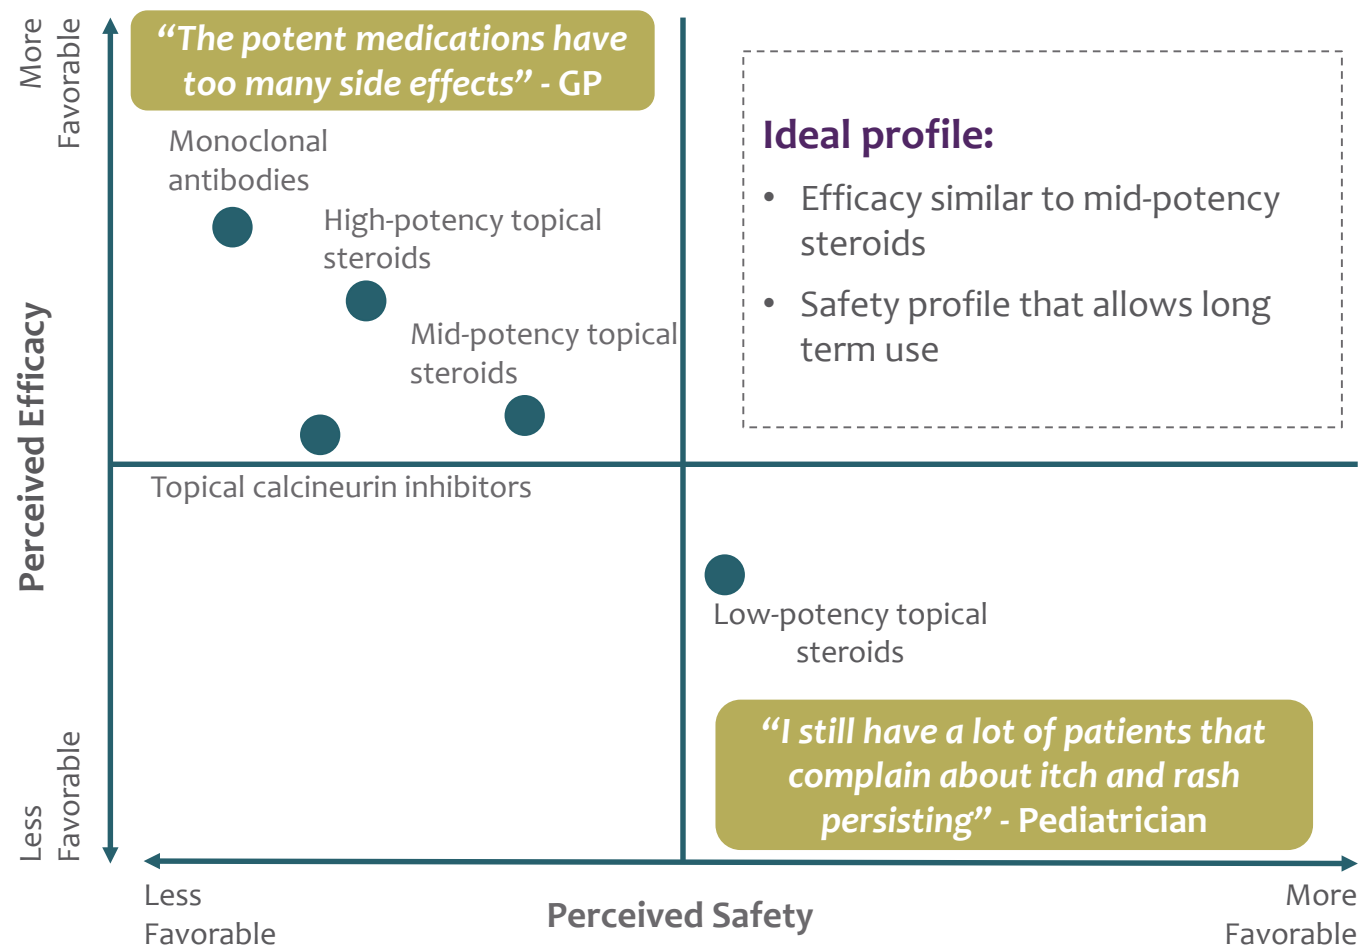 More
Favorable
“The potent medications have
too many side effects” - GP
Monoclonal
antibodies
High-potency topical
steroids
Mid-potency topical
steroids
Topical calcineurin inhibitors
Ideal profile:
• Efficacy similar to mid-potency
steroids
• Safety profile that allows long
term use
Perceived Efficacy
Low-potency topical
steroids
“I still have a lot of patients that
complain about itch and rash
persisting” - Pediatrician
Less
Favorable
Less
Favorable
Perceived Safety
More
Favorable